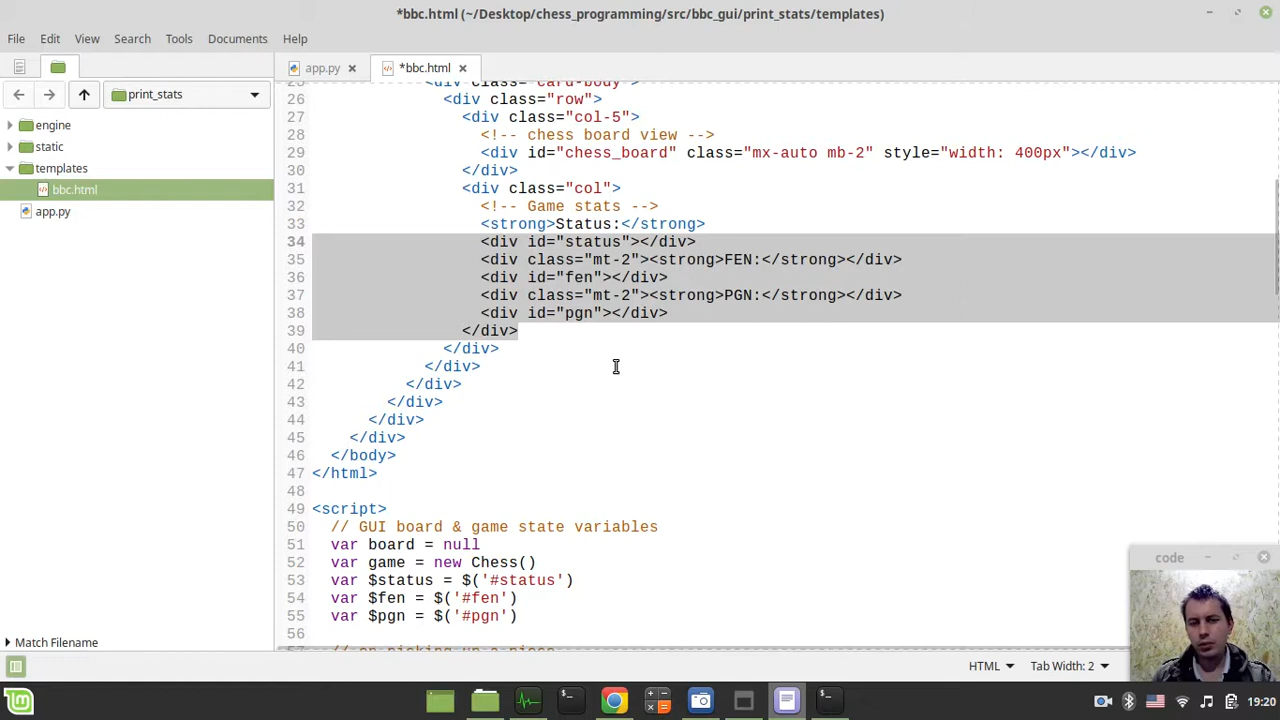 *bbc.html (~/Desktop/chess_programming/src/bbc_gui/print_stats/templates)
File Edit View Search Tools Documents Help
app.py *bbc.html
print_stats
engine
static
templates
bbc.html
app.py
Match Filename
25 <div class="card-body">
26 <div class="row">
27 <div class="col-5">
28 <!-- chess board view -->
29 <div id="chess_board" class="mx-auto mb-2" style="width: 400px"></div>
30 </div>
31 <div class="col">
32 <!-- Game stats -->
33 <strong>Status:</strong>
34 <div id="status"></div>
35 <div class="mt-2"><strong>FEN:</strong></div>
36 <div id="fen"></div>
37 <div class="mt-2"><strong>PGN:</strong></div>
38 <div id="pgn"></div>
39 </div>
40 </div>
41 </div>
42 </div>
43 </div>
44 </div>
45 </div>
46 </body>
47 </html>
48
49 <script>
50 // GUI board & game state variables
51 var board = null
52 var game = new Chess()
53 var $status = $('#status')
54 var $fen = $('#fen')
55 var $pgn = $('#pgn')
56
57 // on picking up a piece
code
HTML Tab Width: 2
19:20